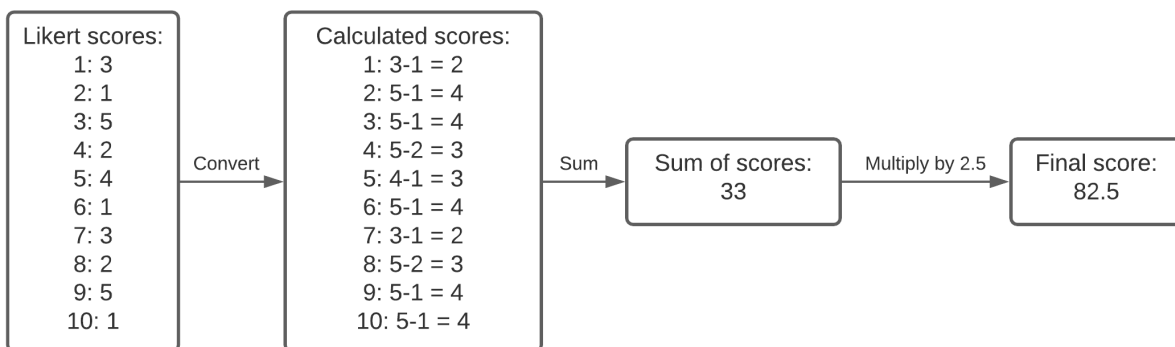 Likert scores:
1: 3
2: 1
3: 5
4: 2
5: 4
6: 1
7: 3
8: 2
9: 5
10: 1
Convert
Calculated scores:
1: 3-1 = 2
2: 5-1 = 4
3: 5-1 = 4
4: 5-2 = 3
5: 4-1 = 3
6: 5-1 = 4
7: 3-1 = 2
8: 5-2 = 3
9: 5-1 = 4
10: 5-1 = 4
Sum
Sum of scores:
33
Multiply by 2.5
Final score:
82.5